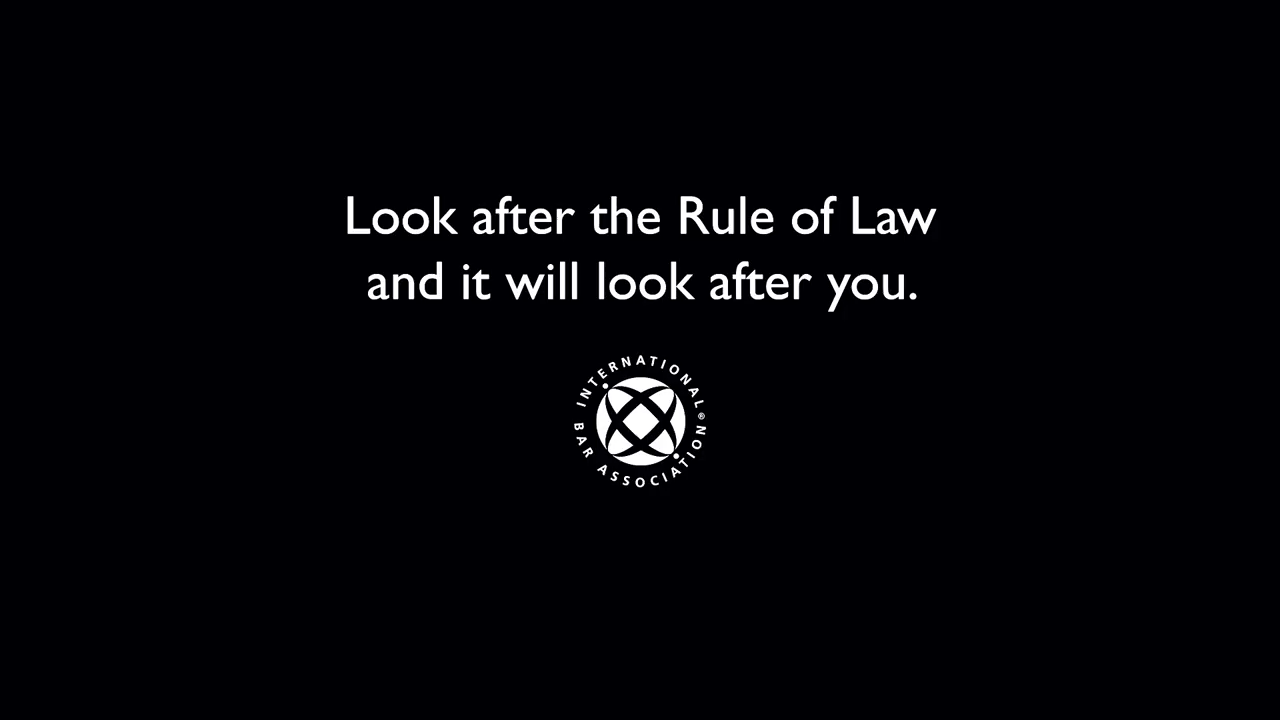 Look after the Rule of Law
and it will look after you.
INTERNATIONAL®
BAR ASSOCIATION